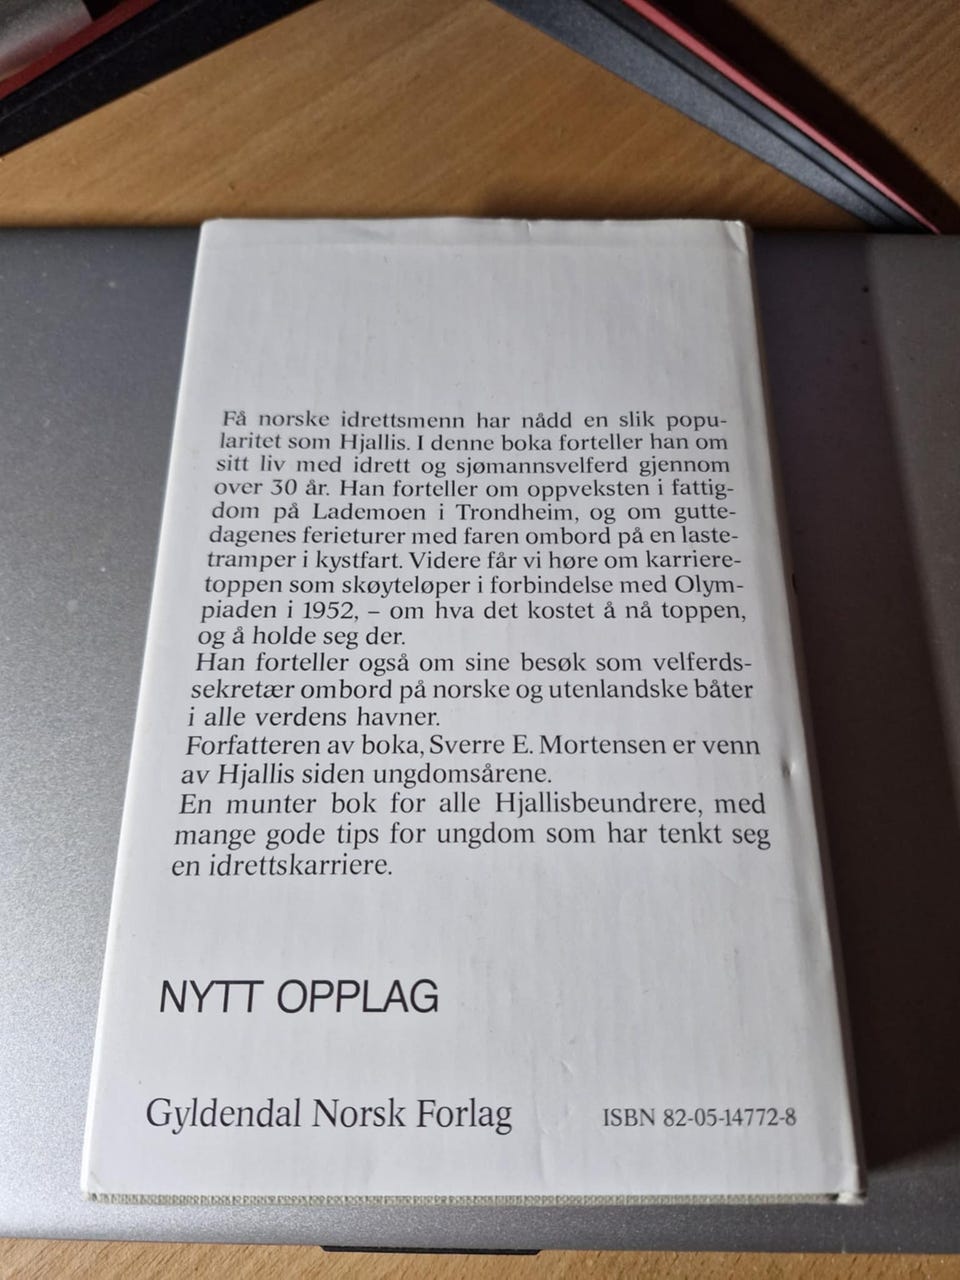 Få norske idrettsmenn har nådd en slik popu-
laritet som Hjallis. I denne boka forteller han om
sitt liv med idrett og sjømannsvelferd gjennom
over 30 år. Han forteller om oppveksten i fattig-
dom på Lademoen i Trondheim, og om gutte-
dagenes ferieturer med faren ombord på en laste-
tramper i kystfart. Videre får vi høre om karriere-
toppen som skøyteløper i forbindelse med Olym-
piaden i 1952, – om hva det kostet å nå toppen,
og å holde seg der.
Han forteller også om sine besøk som velferds-
sekretær ombord på norske og utenlandske båter
i alle verdens havner.
Forfatteren av boka, Sverre E. Mortensen er venn
av Hjallis siden ungdomsårene.
En munter bok for alle Hjallisbeundrere, med
mange gode tips for ungdom som har tenkt seg
en idrettskarriere.
NYTT OPPLAG
Gyldendal Norsk Forlag ISBN 82-05-14772-8